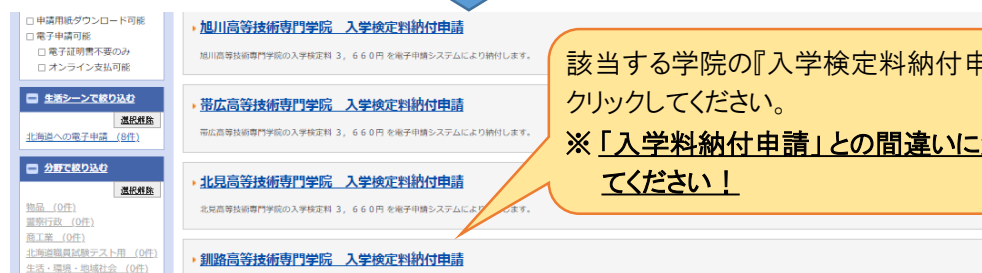 申請用紙ダウンロード可能
電子申請可能
電子証明書不要のみ
オンライン支払可能
生活シーンで絞り込む
選択解除
北海道への電子申請 (8件)
分野で絞り込む
選択解除
物品 (0件)
警察行政 (0件)
商工業 (0件)
北海道職員試験テスト用 (0件)
生活・環境・地域社会 (0件)
旭川高等技術専門学院 入学検定料納付申請
旭川高等技術専門学院の入学検定料 3,660円 を電子申請システムにより納付します。
帯広高等技術専門学院 入学検定料納付申請
帯広高等技術専門学院の入学検定料 3,660円 を電子申請システムにより納付します。
北見高等技術専門学院 入学検定料納付申請
北見高等技術専門学院の入学検定料 3,660円 を電子申請システムにより納付します。
釧路高等技術専門学院 入学検定料納付申請
該当する学院の『入学検定料納付申
クリックしてください。
※「入学料納付申請」との間違いに
てください!